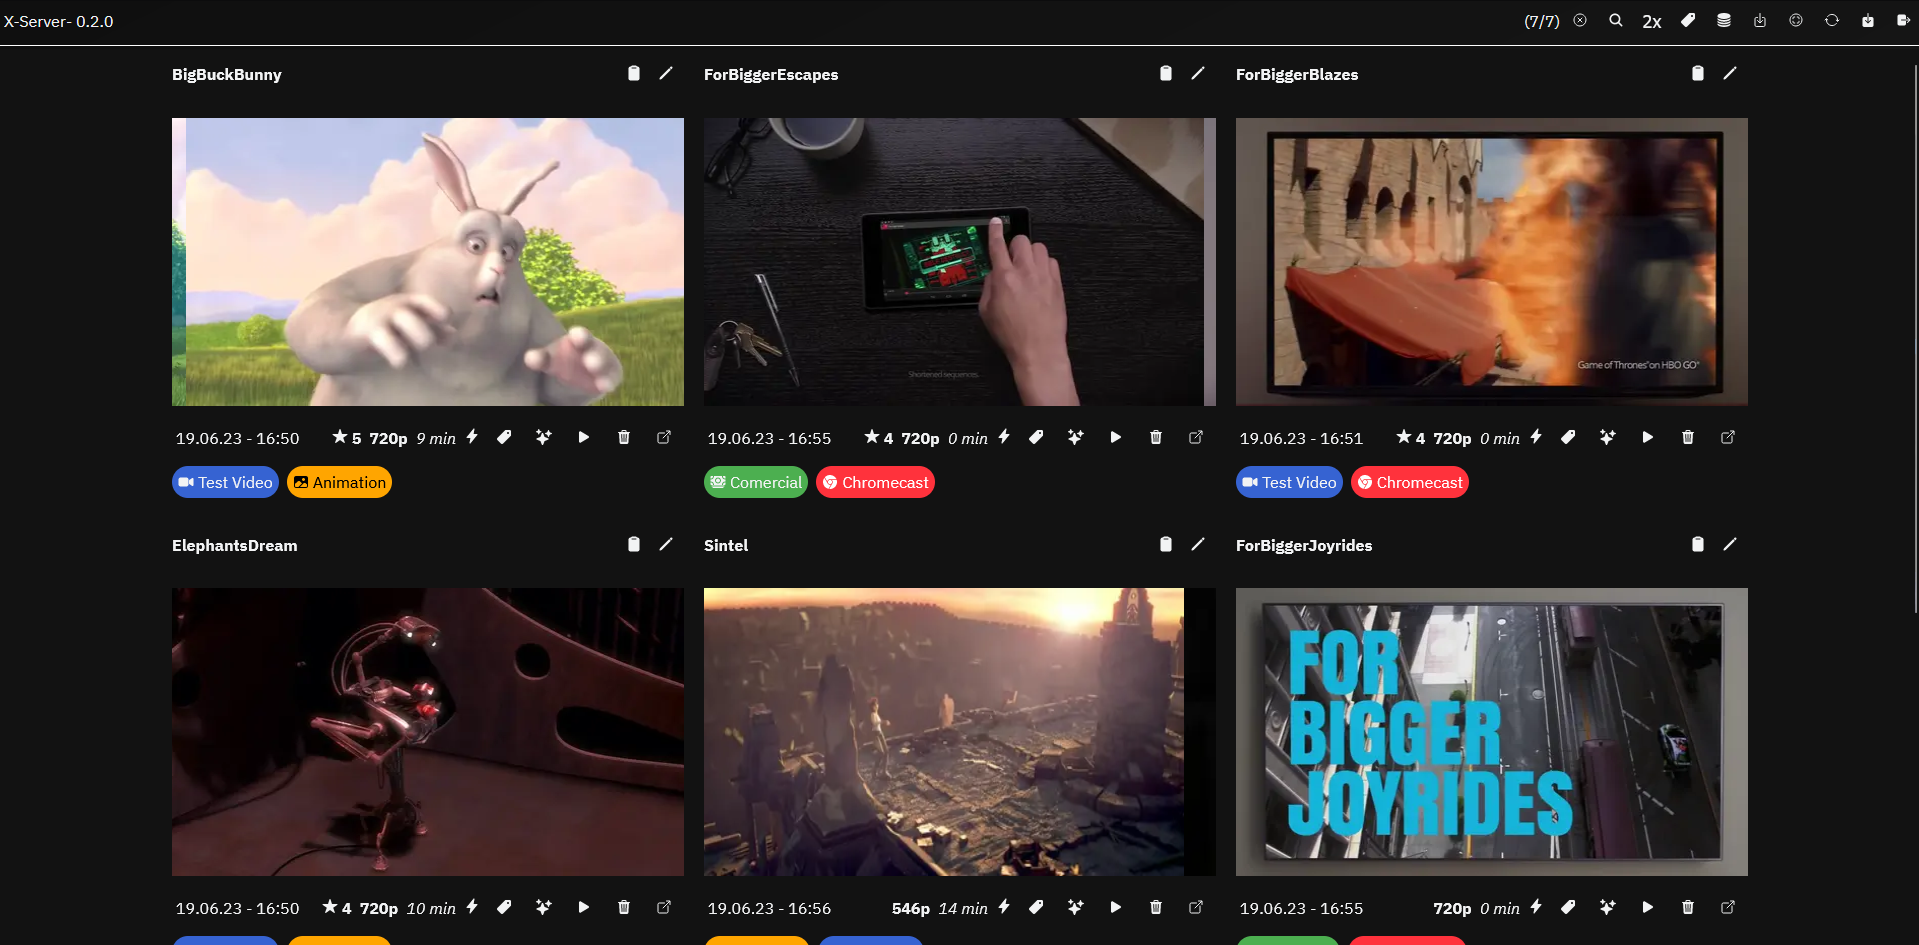 X-Server- 0.2.0
(7/7)
2x
BigBuckBunny
ForBiggerEscapes
ForBiggerBlazes
Shortened sequences.
Game of Thrones® on HBO GO®
19.06.23 - 16:50
5 720p 9 min
19.06.23 - 16:55
4 720p 0 min
19.06.23 - 16:51
4 720p 0 min
Test Video
Animation
Comercial
Chromecast
Test Video
Chromecast
ElephantsDream
Sintel
ForBiggerJoyrides
FOR
BIGGER
JOYRIDES
19.06.23 - 16:50
4 720p 10 min
19.06.23 - 16:56
546p 14 min
19.06.23 - 16:55
720p 0 min